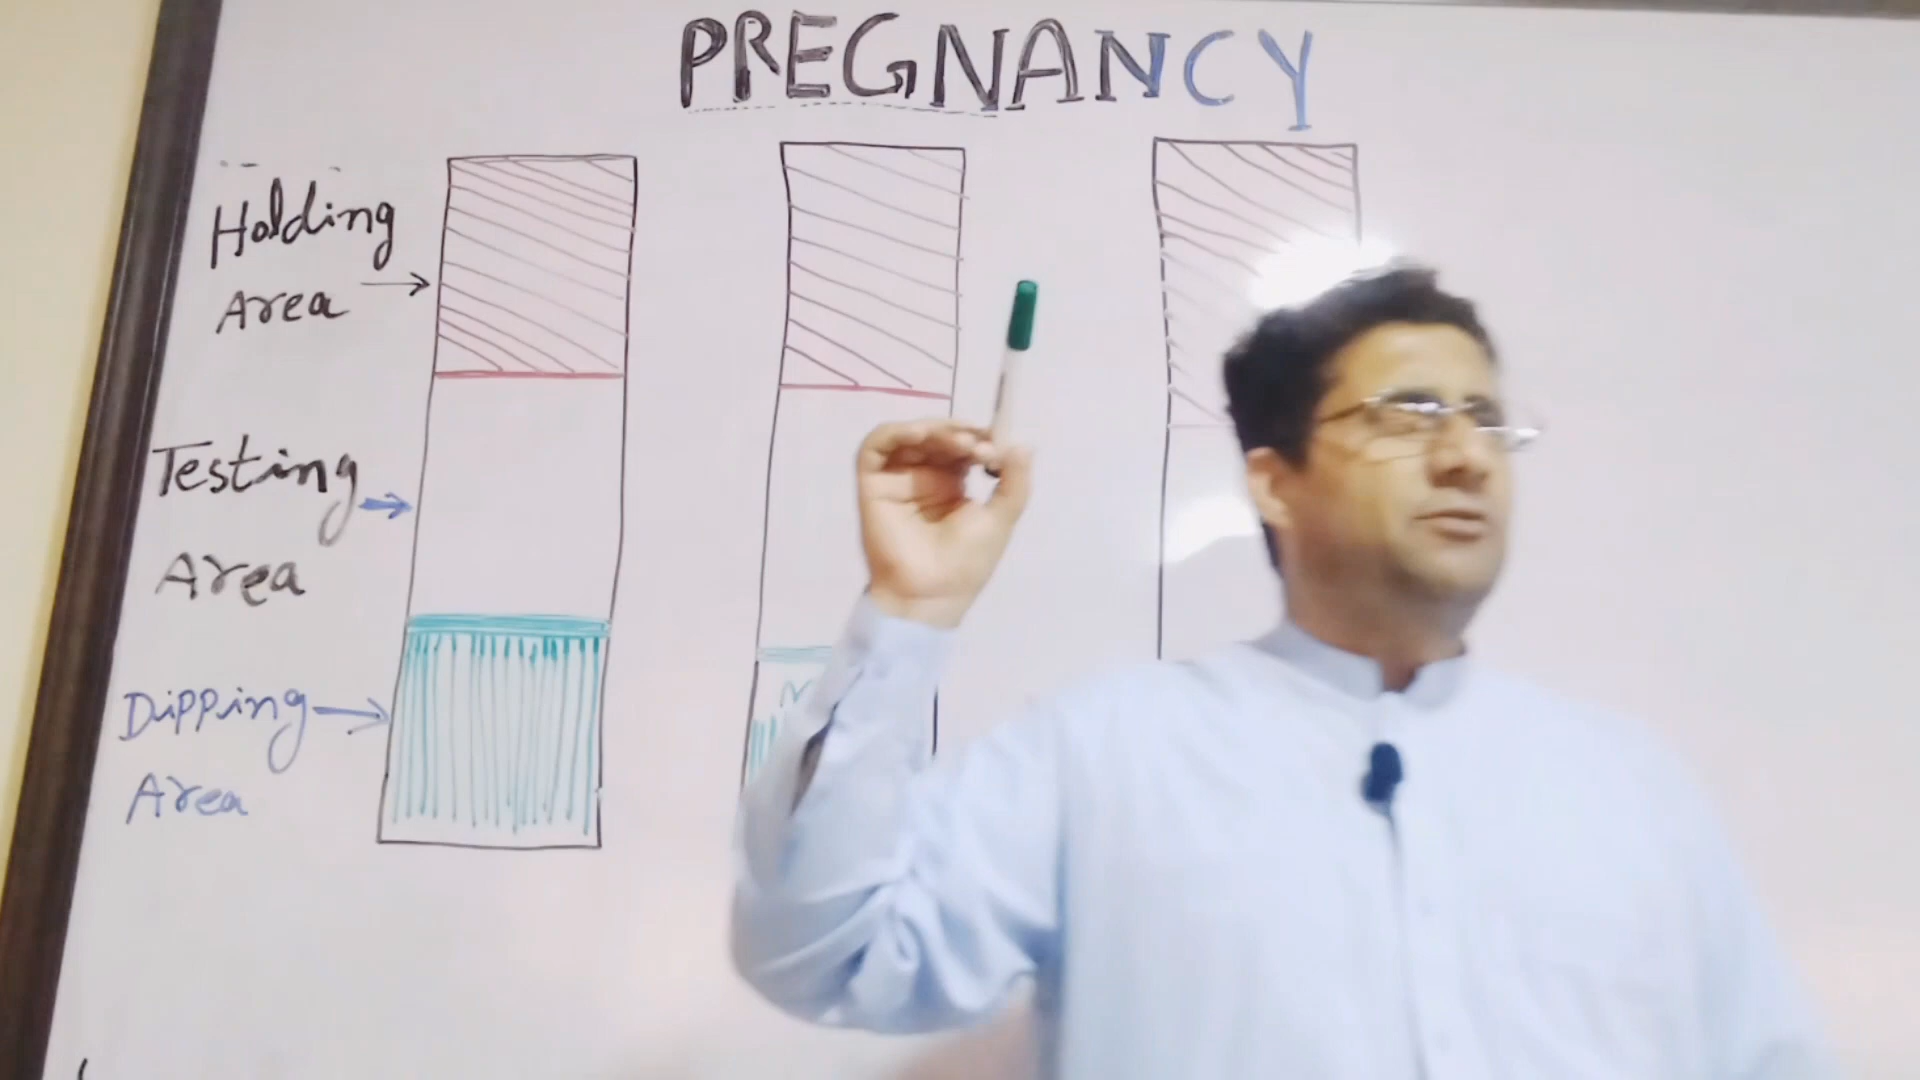 PREGNANCY
Holding
Area
Testing
Area
Dipping
Area